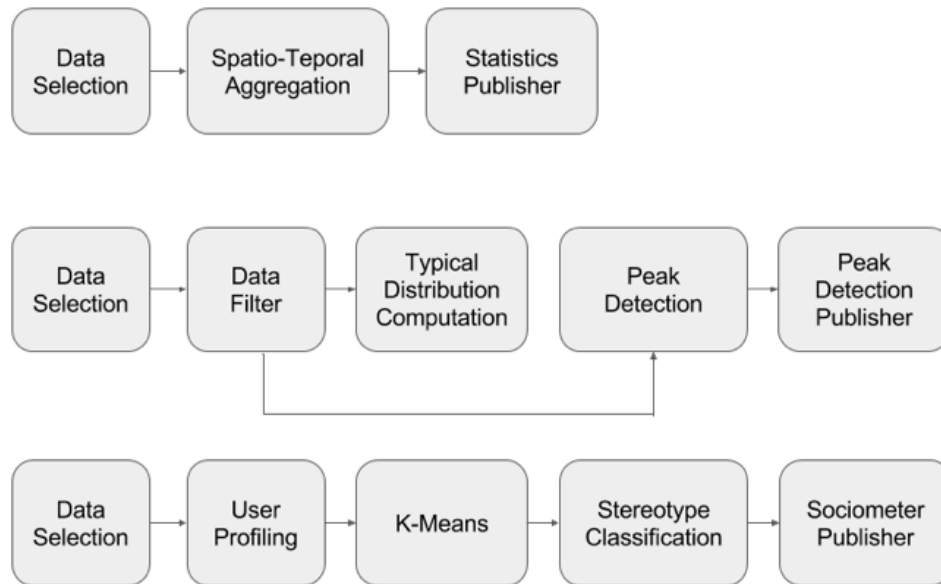 Data
Selection
Spatio-Teporal
Aggregation
Statistics
Publisher
Data
Selection
Data
Filter
Typical
Distribution
Computation
Peak
Detection
Peak
Detection
Publisher
Data
Selection
User
Profiling
K-Means
Stereotype
Classification
Sociometer
Publisher